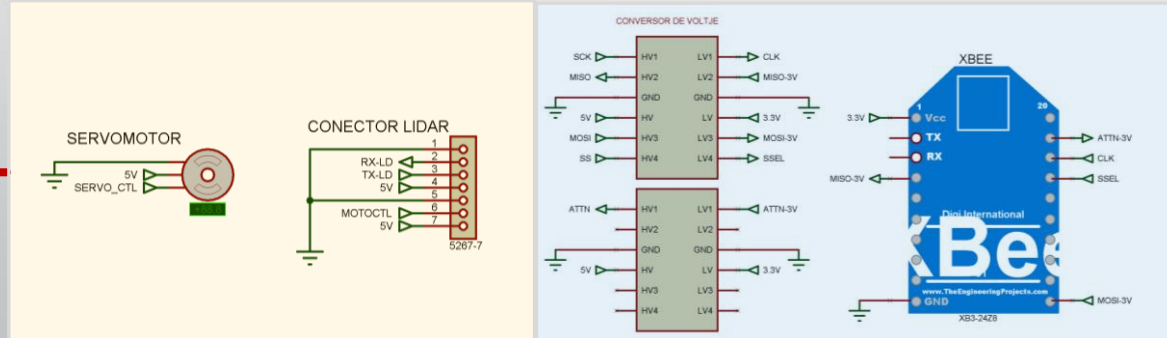 SERVOMOTOR
5V
SERVO_CTL
CONECTOR LIDAR
1
RX-LD 2
TX-LD 3
5V 4
5
MOTOCTL 6
5V 7
5267-7
CONVERSOR DE VOLTJE
SCK HV1 LV1 CLK
MISO HV2 LV2 MISO-3V
GND GND
5V HV LV 3.3V
MOSI HV3 LV3 MOSI-3V
SS HV4 LV4 SSEL
ATTN HV1 LV1 ATTN-3V
HV2 LV2
GND GND
5V HV LV 3.3V
HV3 LV3
HV4 LV4
XBEE
1 20
3.3V Vcc
TX ATTN-3V
RX CLK
MISO-3V SSEL
Digi International
XBee
www.TheEngineeringProjects.com
GND MOSI-3V
XB3-24Z8